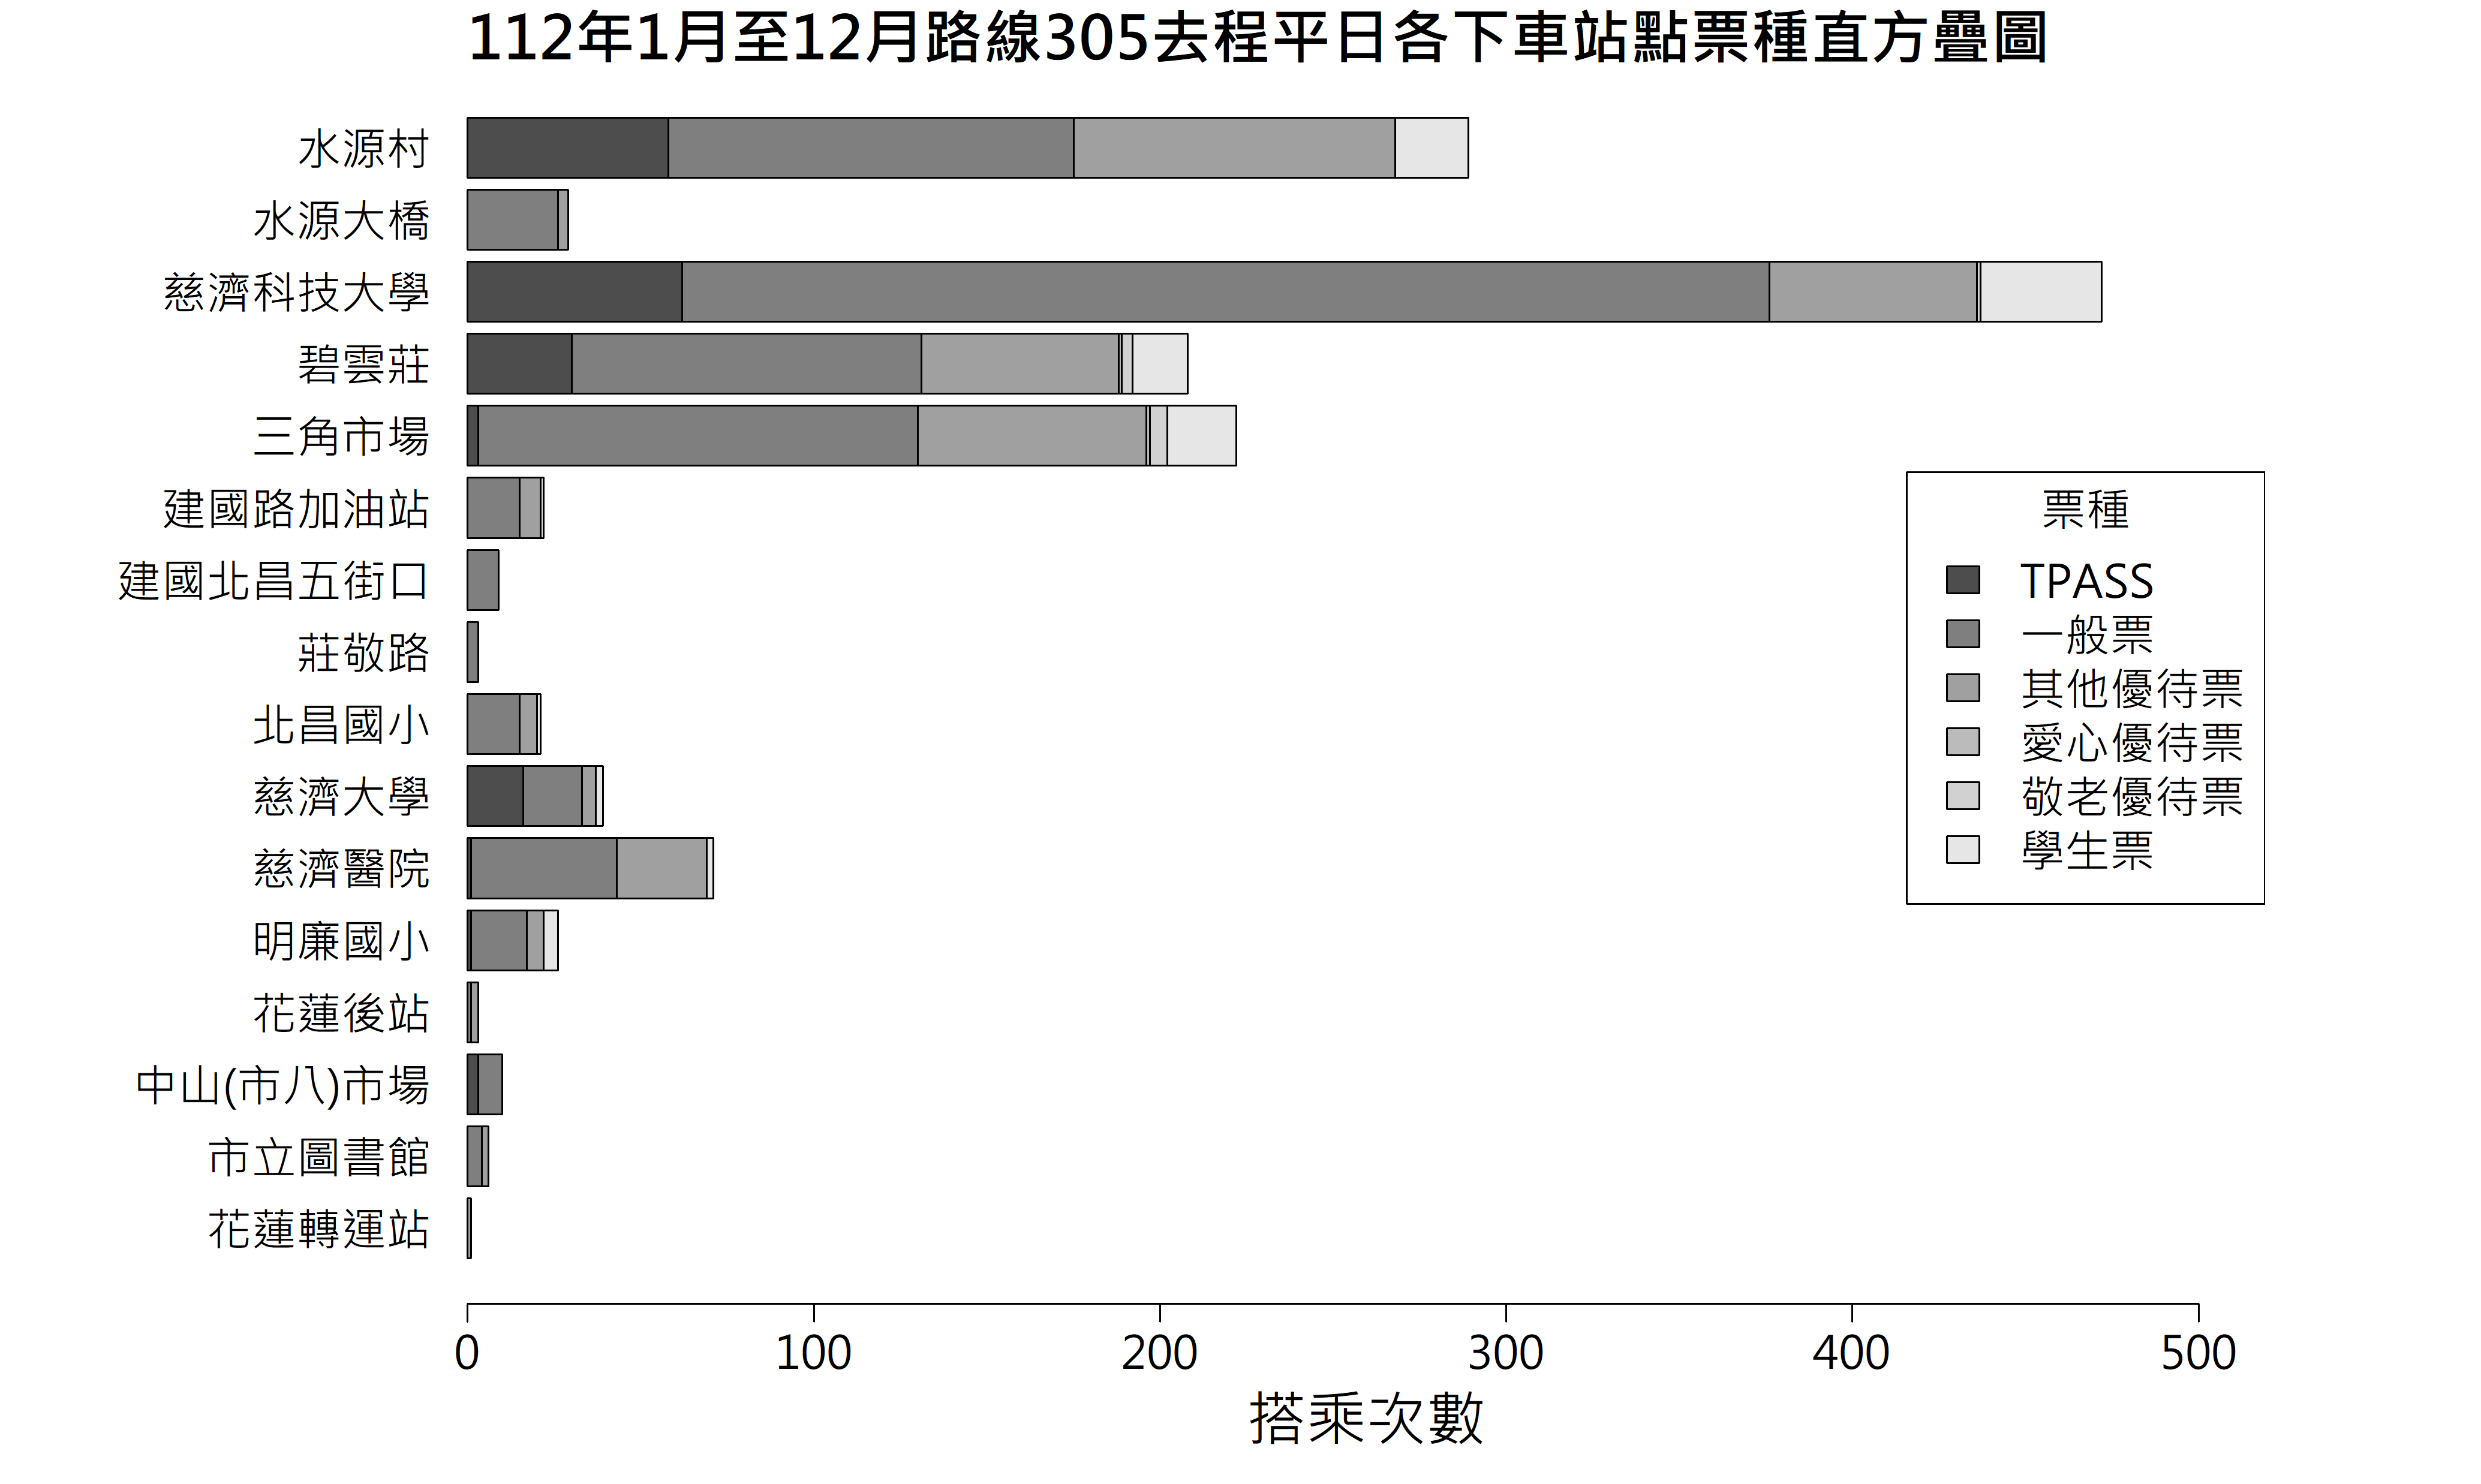 112年1月至12月路線305去程平日各下車站點票種直方疊圖
水源村
水源大橋
慈濟科技大學
碧雲莊
三角市場
建國路加油站
建國北昌五街口
莊敬路
北昌國小
慈濟大學
慈濟醫院
明廉國小
花蓮後站
中山(市八)市場
市立圖書館
花蓮轉運站
票種
TPASS
一般票
其他優待票
愛心優待票
敬老優待票
學生票
0 100 200 300 400 500
搭乘次數